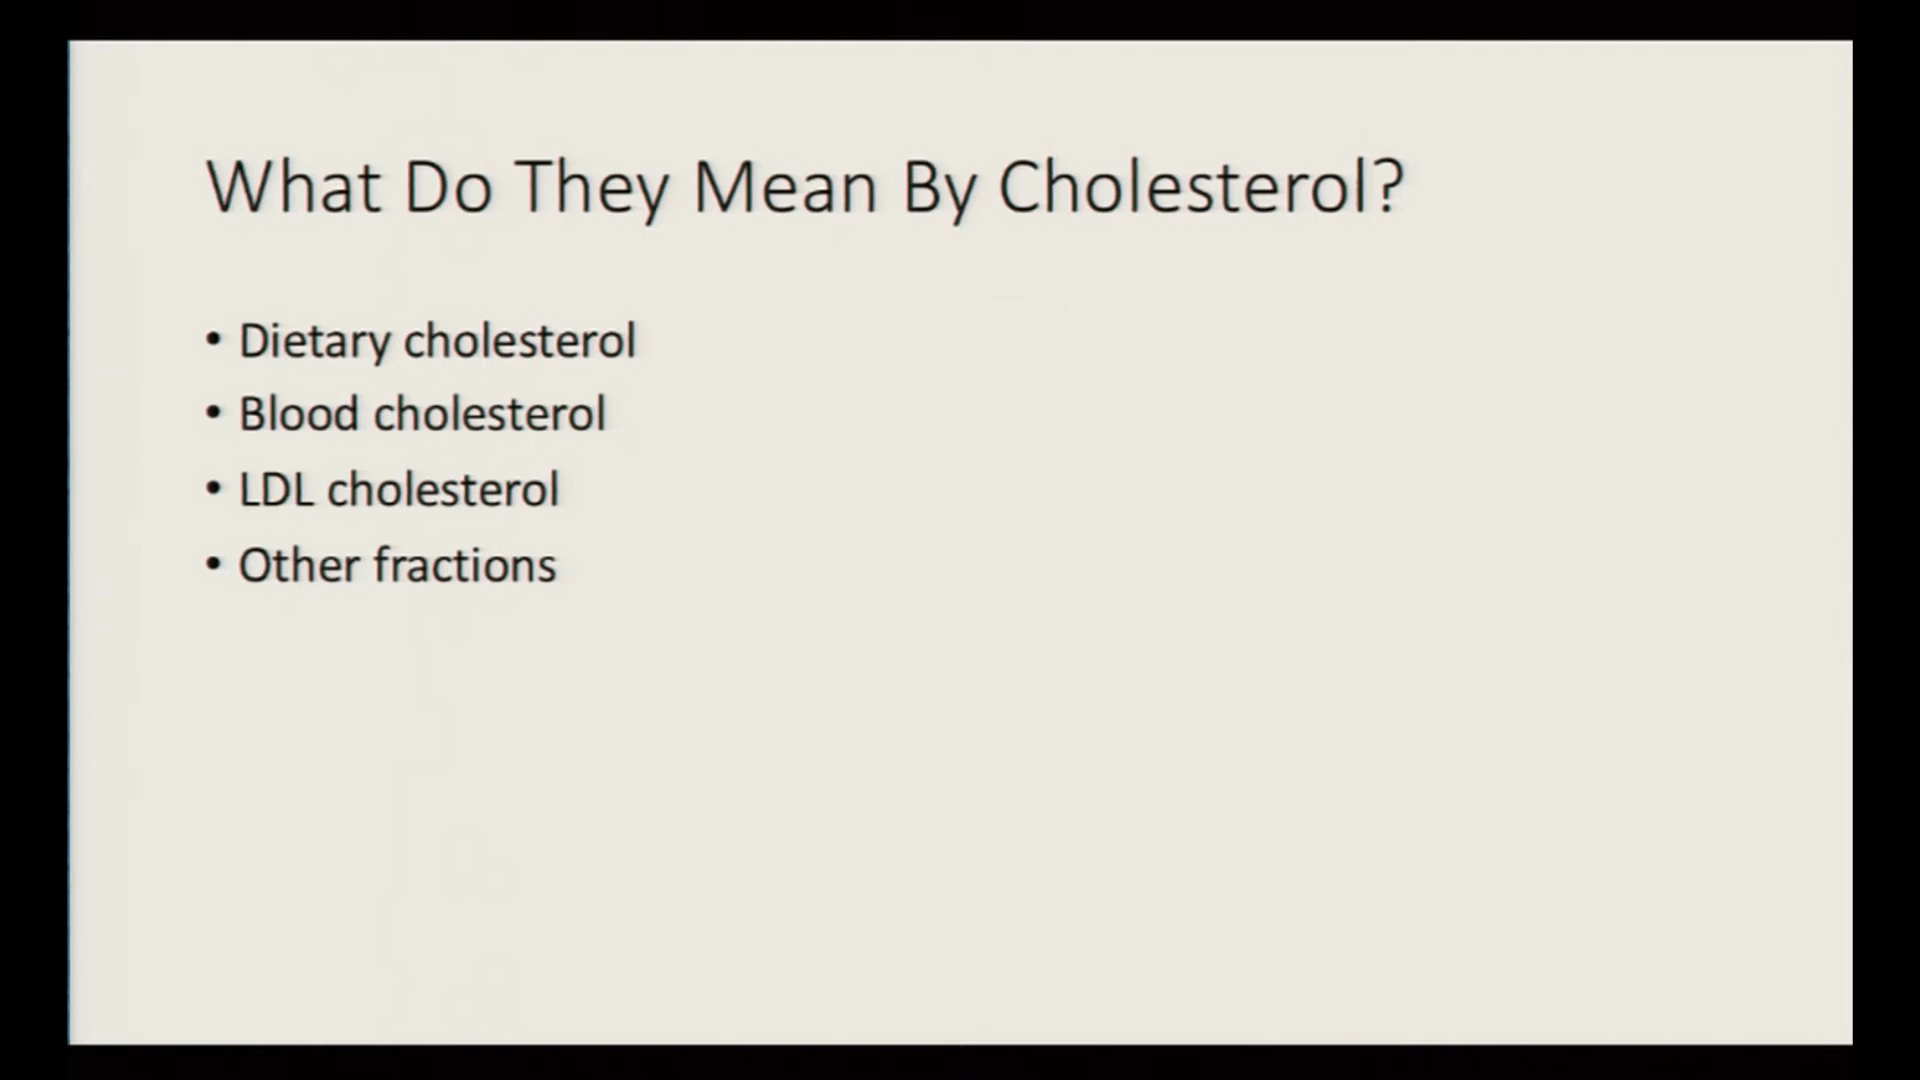 What Do They Mean By Cholesterol?
• Dietary cholesterol
• Blood cholesterol
• LDL cholesterol
• Other fractions